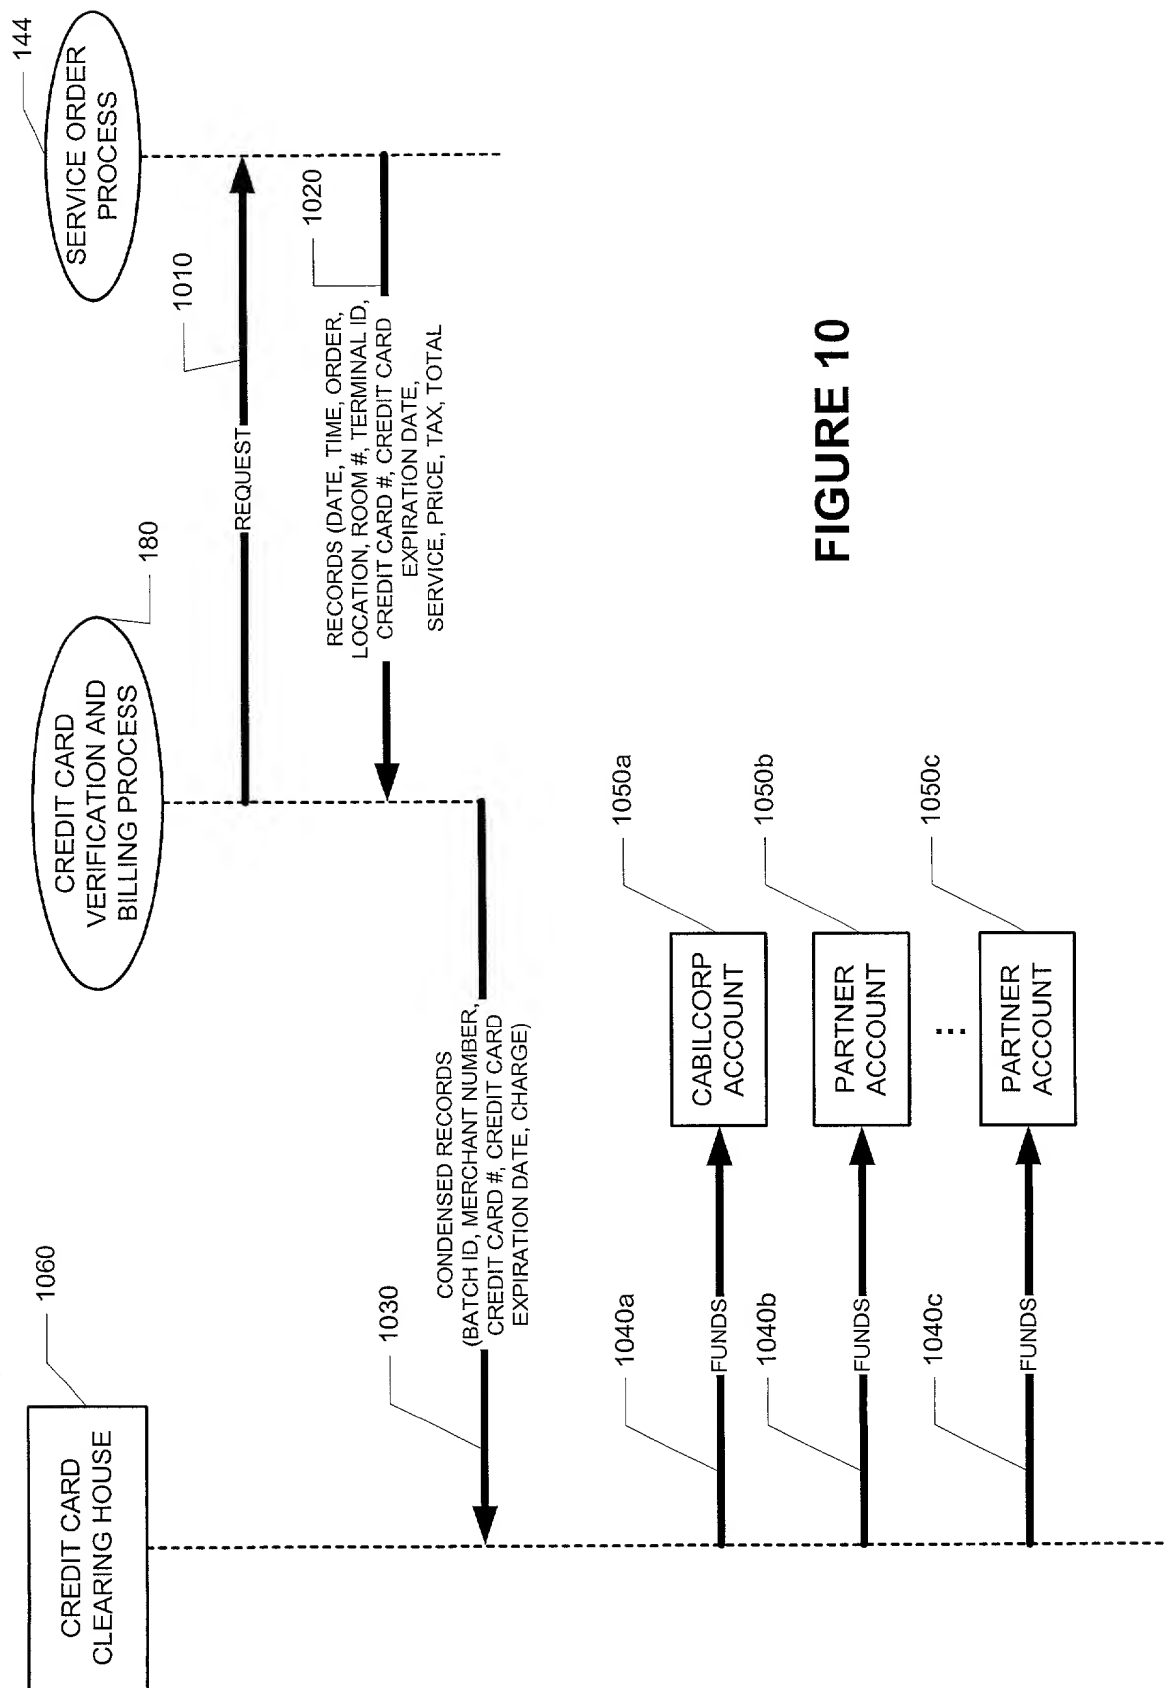 1060
CREDIT CARD
CLEARING HOUSE
180
CREDIT CARD
VERIFICATION AND
BILLING PROCESS
144
SERVICE ORDER
PROCESS
1010
REQUEST
1020
RECORDS (DATE, TIME, ORDER,
LOCATION, ROOM #, TERMINAL ID,
CREDIT CARD #, CREDIT CARD
EXPIRATION DATE,
SERVICE, PRICE, TAX, TOTAL
1030
CONDENSED RECORDS
(BATCH ID, MERCHANT NUMBER,
CREDIT CARD #, CREDIT CARD
EXPIRATION DATE, CHARGE)
1040a
FUNDS
1050a
CABILCORP
ACCOUNT
1040b
FUNDS
1050b
PARTNER
ACCOUNT
...
1040c
FUNDS
1050c
PARTNER
ACCOUNT
FIGURE 10